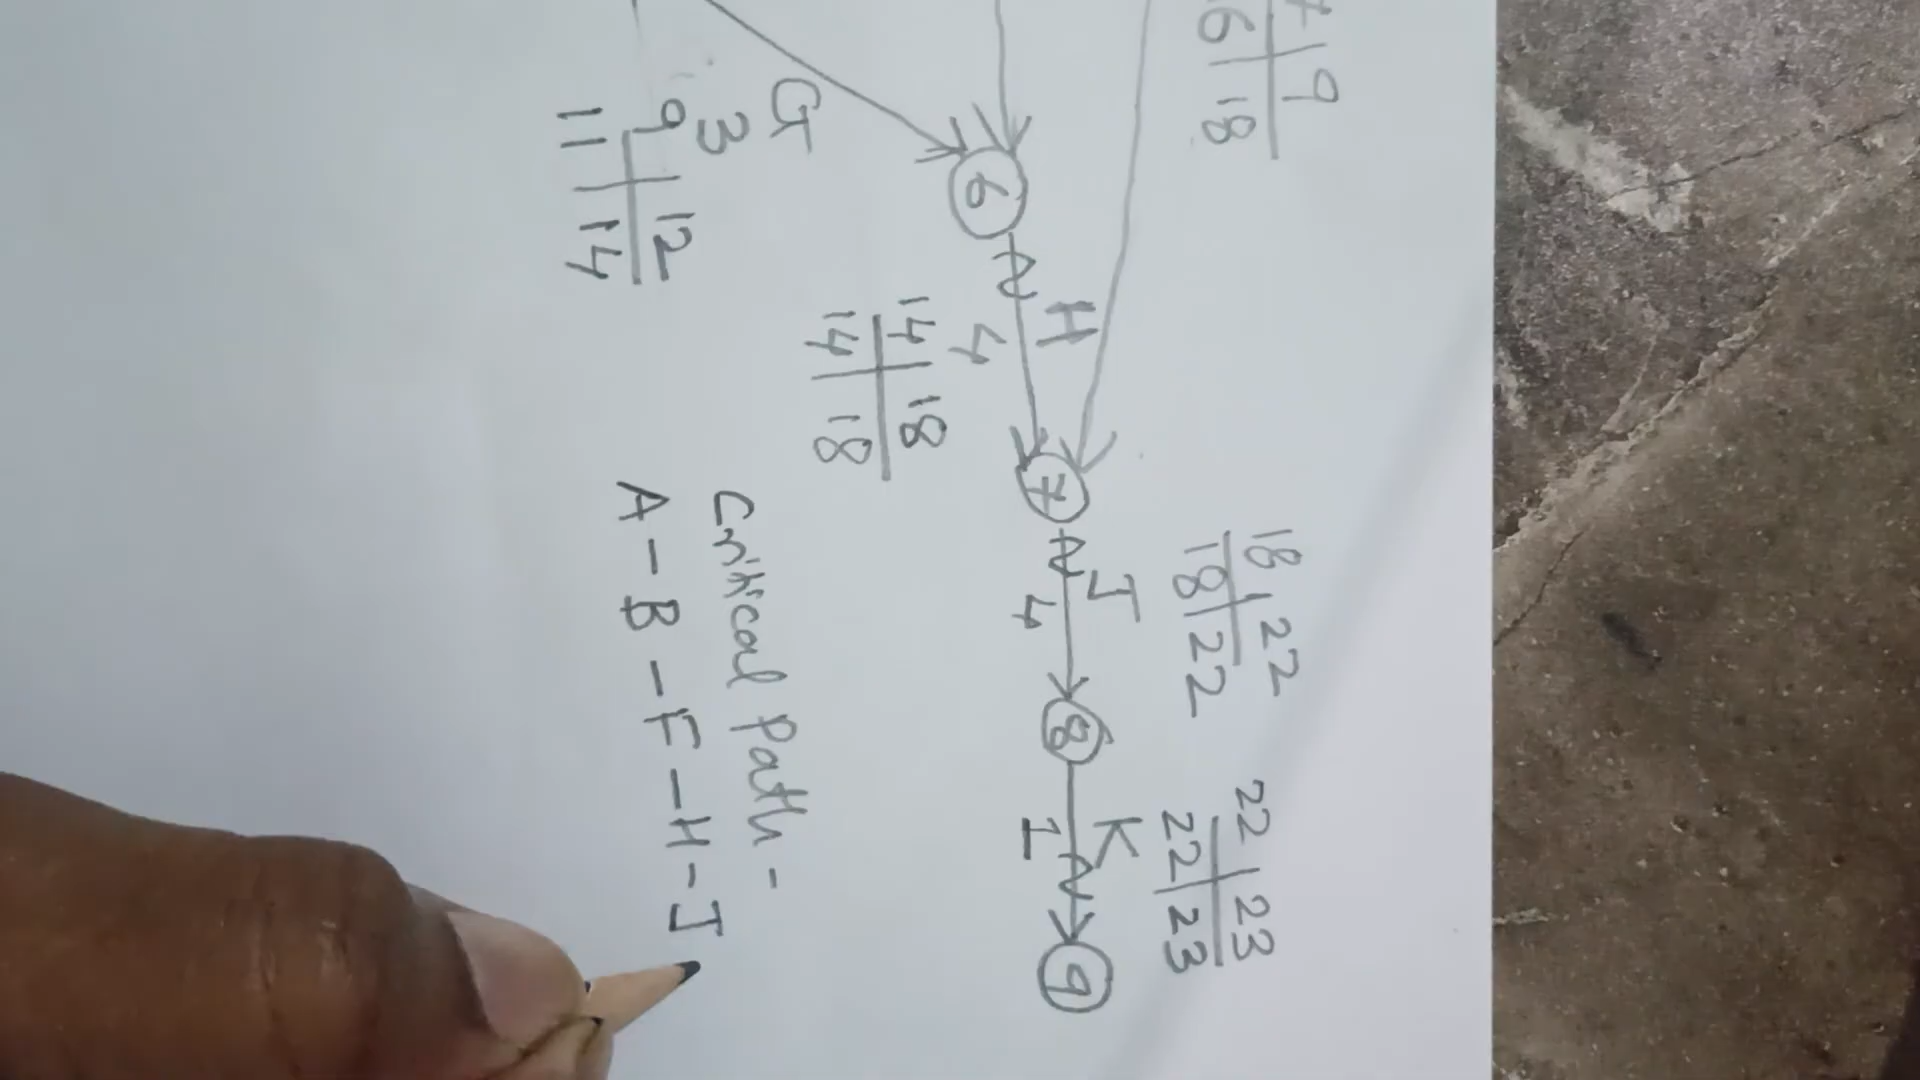 7 | 9
6 | 18
G
3
9 | 12
11 | 14
6
H
4
14 | 18
14 | 18
7
J
4
18 | 22
18 | 22
8
K
1
22 | 23
22 | 23
9
Critical Path -
A - B - F - H - J